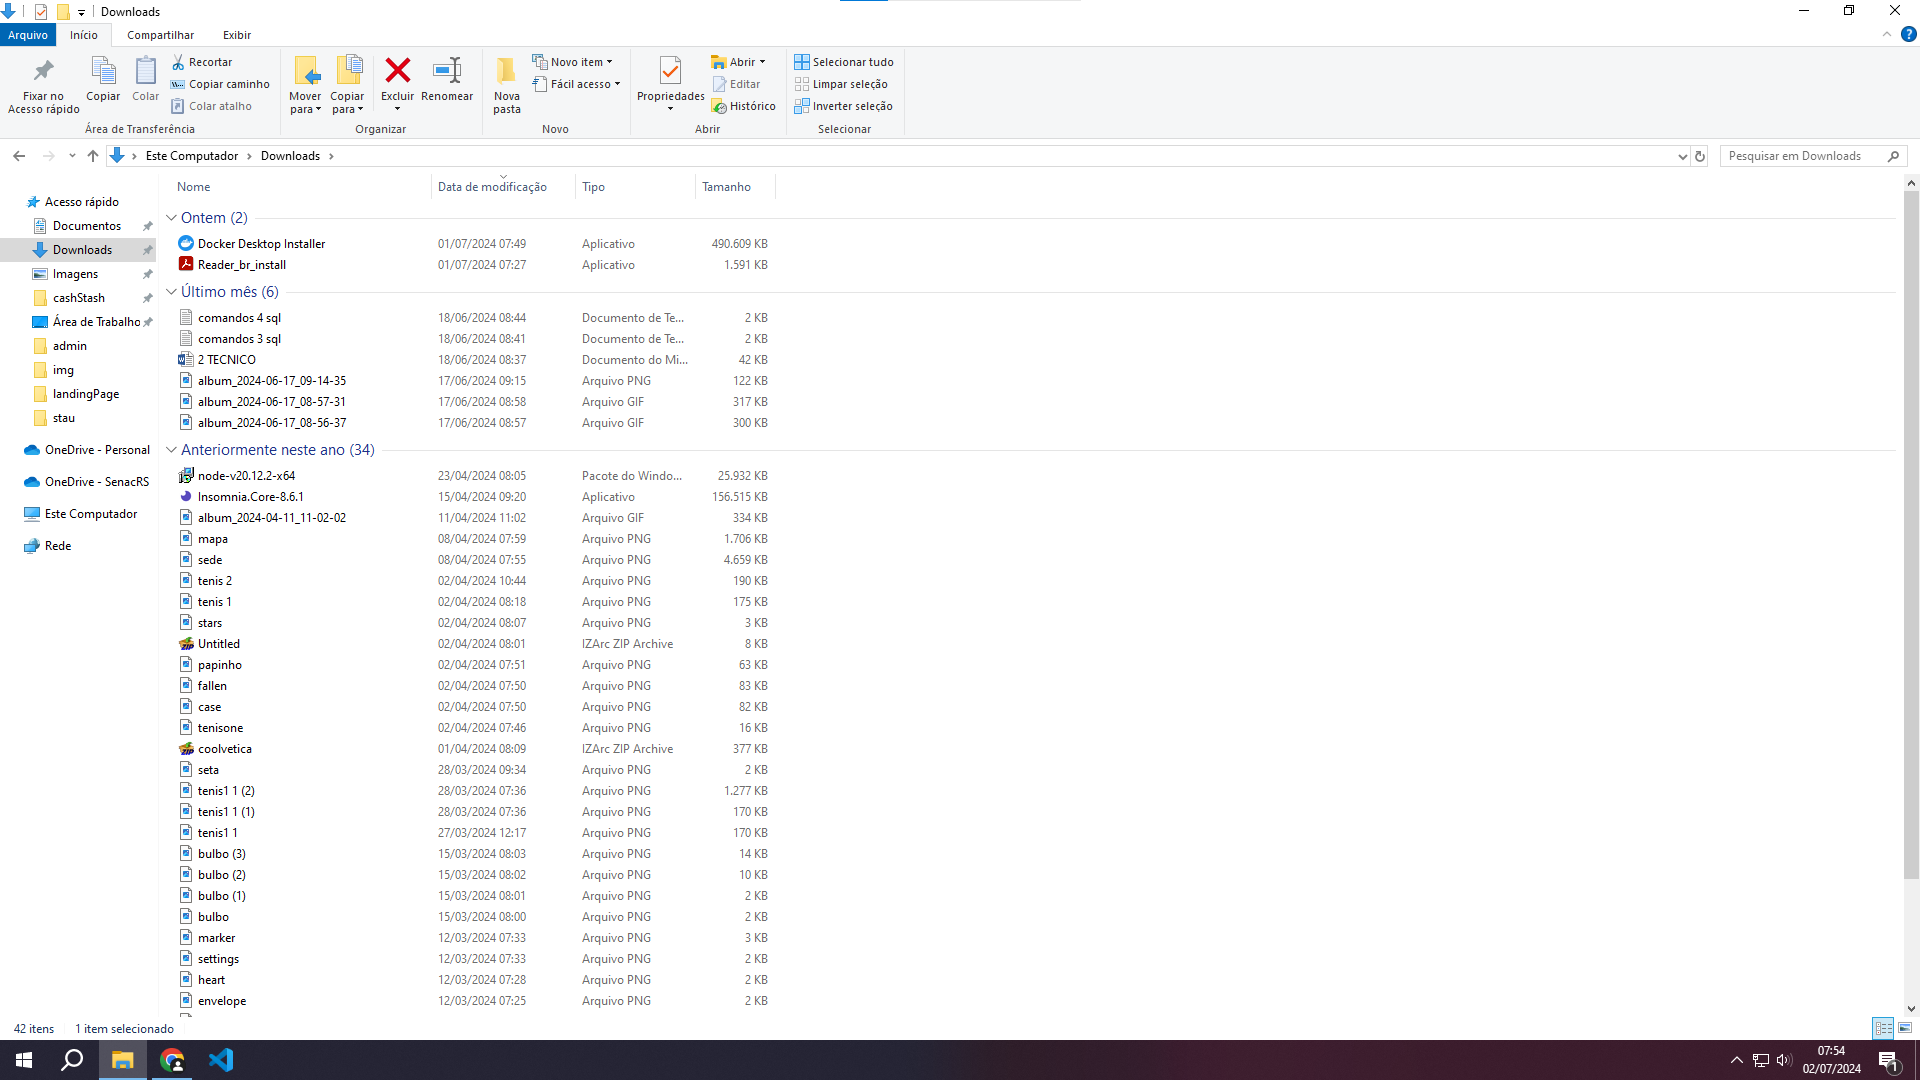 Downloads
Arquivo Início Compartilhar Exibir
Fixar no Acesso rápido
Copiar
Colar
Recortar
Copiar caminho
Colar atalho
Área de Transferência
Mover para
Copiar para
Excluir
Renomear
Organizar
Nova pasta
Novo item
Fácil acesso
Novo
Propriedades
Abrir
Editar
Histórico
Abrir
Selecionar tudo
Limpar seleção
Inverter seleção
Selecionar
Este Computador > Downloads >
Pesquisar em Downloads
Acesso rápido
Documentos
Downloads
Imagens
cashStash
Área de Trabalho
admin
img
landingPage
stau
OneDrive - Personal
OneDrive - SenacRS
Este Computador
Rede
Nome Data de modificação Tipo Tamanho
Ontem (2)
Docker Desktop Installer 01/07/2024 07:49 Aplicativo 490.609 KB
Reader_br_install 01/07/2024 07:27 Aplicativo 1.591 KB
Último mês (6)
comandos 4 sql 18/06/2024 08:44 Documento de Te... 2 KB
comandos 3 sql 18/06/2024 08:41 Documento de Te... 2 KB
2 TECNICO 18/06/2024 08:37 Documento do Mi... 42 KB
album_2024-06-17_09-14-35 17/06/2024 09:15 Arquivo PNG 122 KB
album_2024-06-17_08-57-31 17/06/2024 08:58 Arquivo GIF 317 KB
album_2024-06-17_08-56-37 17/06/2024 08:57 Arquivo GIF 300 KB
Anteriormente neste ano (34)
node-v20.12.2-x64 23/04/2024 08:05 Pacote do Windo... 25.932 KB
Insomnia.Core-8.6.1 15/04/2024 09:20 Aplicativo 156.515 KB
album_2024-04-11_11-02-02 11/04/2024 11:02 Arquivo GIF 334 KB
mapa 08/04/2024 07:59 Arquivo PNG 1.706 KB
sede 08/04/2024 07:55 Arquivo PNG 4.659 KB
tenis 2 02/04/2024 10:44 Arquivo PNG 190 KB
tenis 1 02/04/2024 08:18 Arquivo PNG 175 KB
stars 02/04/2024 08:07 Arquivo PNG 3 KB
Untitled 02/04/2024 08:01 IZArc ZIP Archive 8 KB
papinho 02/04/2024 07:51 Arquivo PNG 63 KB
fallen 02/04/2024 07:50 Arquivo PNG 83 KB
case 02/04/2024 07:50 Arquivo PNG 82 KB
tenisone 02/04/2024 07:46 Arquivo PNG 16 KB
coolvetica 01/04/2024 08:09 IZArc ZIP Archive 377 KB
seta 28/03/2024 09:34 Arquivo PNG 2 KB
tenis1 1 (2) 28/03/2024 07:36 Arquivo PNG 1.277 KB
tenis1 1 (1) 28/03/2024 07:36 Arquivo PNG 170 KB
tenis1 1 27/03/2024 12:17 Arquivo PNG 170 KB
bulbo (3) 15/03/2024 08:03 Arquivo PNG 14 KB
bulbo (2) 15/03/2024 08:02 Arquivo PNG 10 KB
bulbo (1) 15/03/2024 08:01 Arquivo PNG 2 KB
bulbo 15/03/2024 08:00 Arquivo PNG 2 KB
marker 12/03/2024 07:33 Arquivo PNG 3 KB
settings 12/03/2024 07:33 Arquivo PNG 2 KB
heart 12/03/2024 07:28 Arquivo PNG 2 KB
envelope 12/03/2024 07:25 Arquivo PNG 2 KB
42 itens 1 item selecionado
07:54
02/07/2024
1